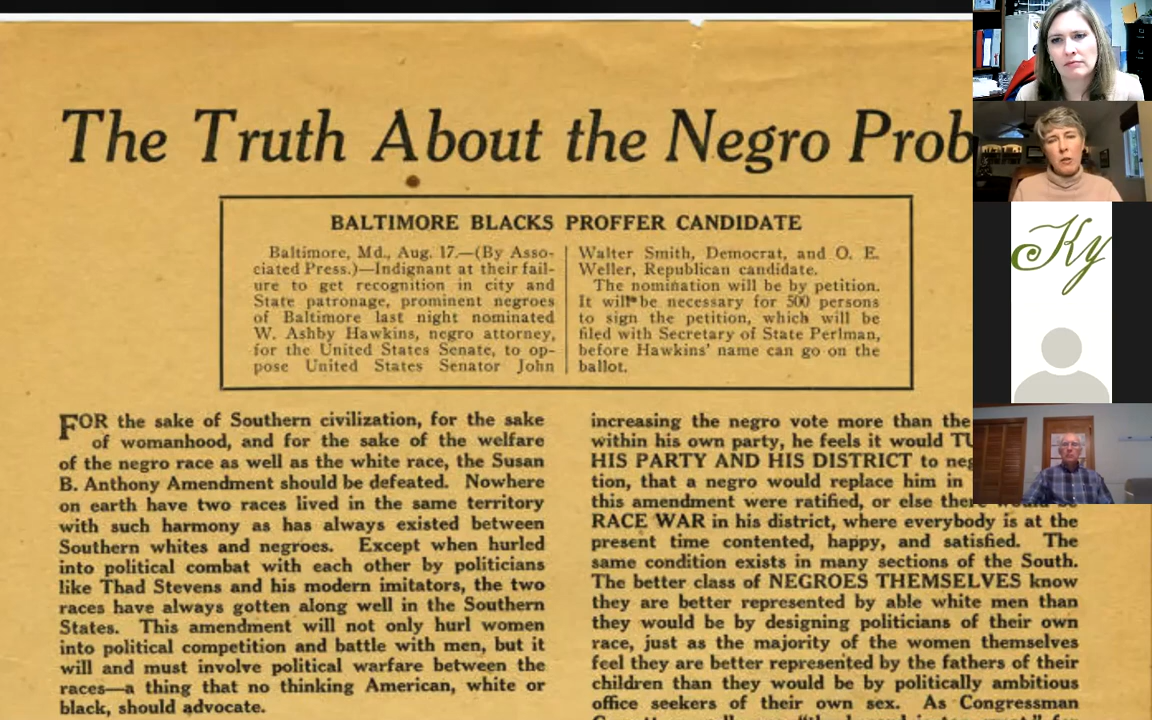 The Truth About the Negro Prob
BALTIMORE BLACKS PROFFER CANDIDATE
Baltimore, Md., Aug. 17.—(By Asso-
ciated Press.)—Indignant at their fail-
ure to get recognition in city and
State patronage, prominent negroes
of Baltimore last night nominated
W. Ashby Hawkins, negro attorney,
for the United States Senate, to op-
pose United States Senator John
Walter Smith, Democrat, and O. E.
Weller, Republican candidate.
The nomination will be by petition.
It will be necessary for 500 persons
to sign the petition, which will be
filed with Secretary of State Perlman,
before Hawkins' name can go on the
ballot.
FOR the sake of Southern civilization, for the sake
of womanhood, and for the sake of the welfare
of the negro race as well as the white race, the Susan
B. Anthony Amendment should be defeated. Nowhere
on earth have two races lived in the same territory
with such harmony as has always existed between
Southern whites and negroes. Except when hurled
into political combat with each other by politicians
like Thad Stevens and his modern imitators, the two
races have always gotten along well in the Southern
States. This amendment will not only hurl women
into political competition and battle with men, but it
will and must involve political warfare between the
races—a thing that no thinking American, white or
black, should advocate.
increasing the negro vote more than the
within his own party, he feels it would TU
HIS PARTY AND HIS DISTRICT to neg
tion, that a negro would replace him in
this amendment were ratified, or else there would be
RACE WAR in his district, where everybody is at the
present time contented, happy, and satisfied. The
same condition exists in many sections of the South.
The better class of NEGROES THEMSELVES know
they are better represented by able white men than
they would be by designing politicians of their own
race, just as the majority of the women themselves
feel they are better represented by the fathers of their
children than they would be by politically ambitious
office seekers of their own sex. As Congressman
Ky